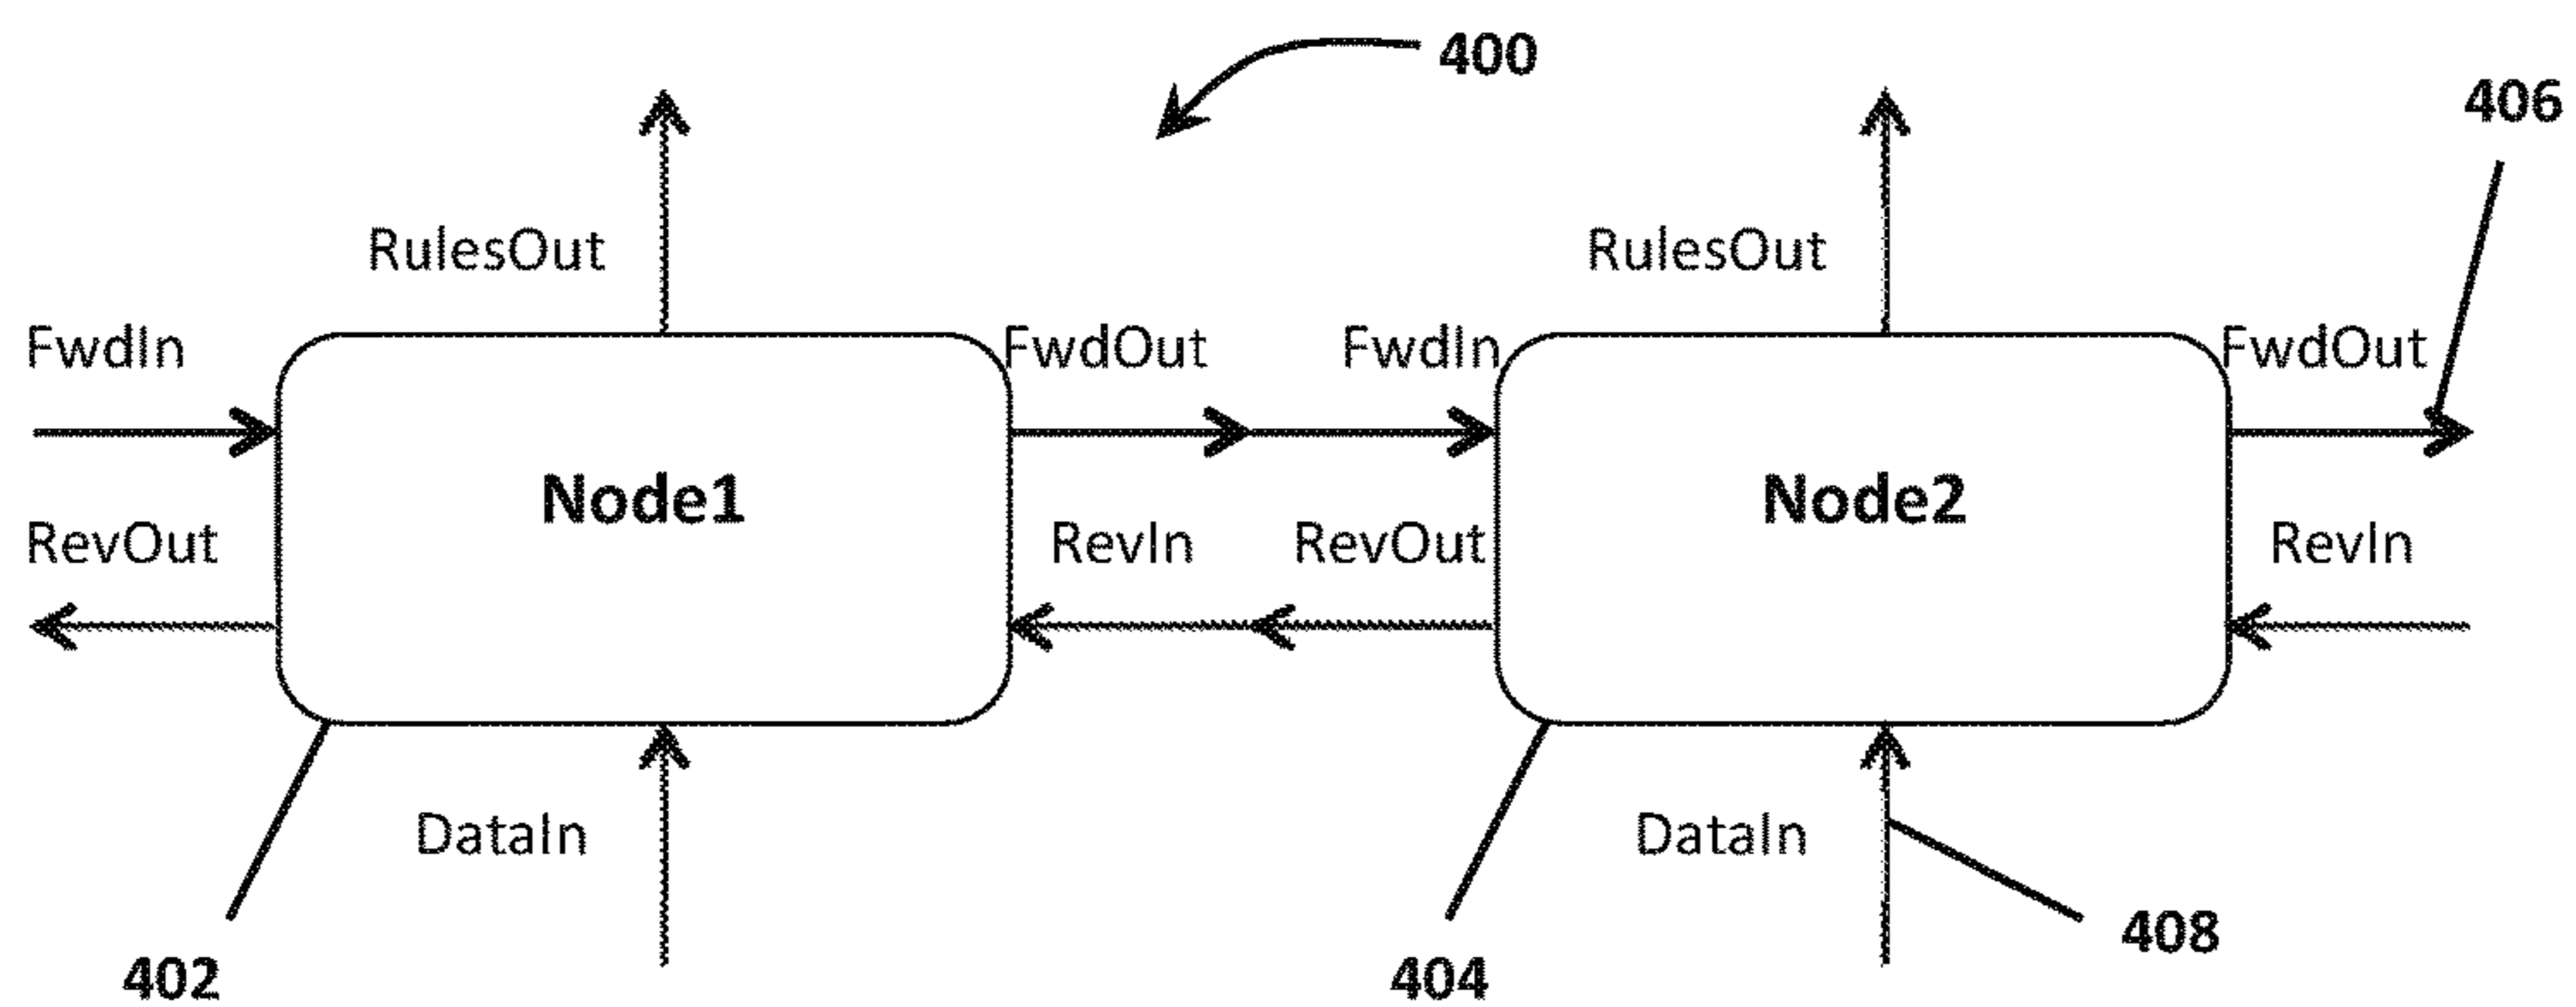 400
406
RulesOut
RulesOut
FwdIn
FwdOut
FwdIn
FwdOut
Node1
Node2
RevOut
RevIn
RevOut
RevIn
DataIn
DataIn
408
402
404